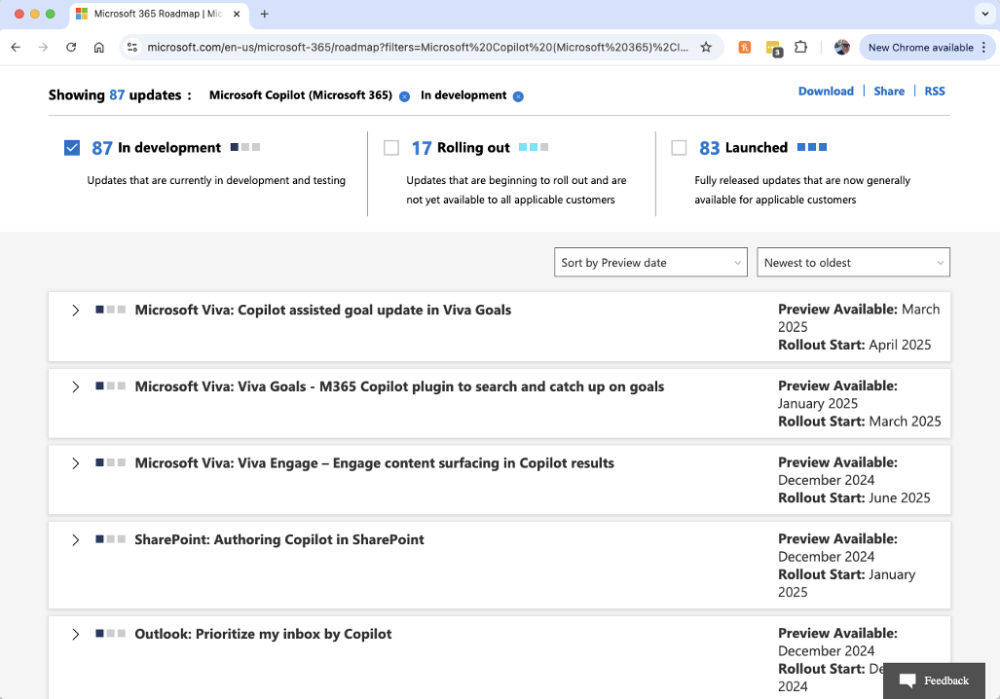 Microsoft 365 Roadmap | Mic
microsoft.com/en-us/microsoft-365/roadmap?filters=Microsoft%20Copilot%20(Microsoft%20365)%2CI...
3
New Chrome available
Showing 87 updates :
Microsoft Copilot (Microsoft 365)
In development
Download | Share | RSS
87 In development
Updates that are currently in development and testing
17 Rolling out
Updates that are beginning to roll out and are
not yet available to all applicable customers
83 Launched
Fully released updates that are now generally
available for applicable customers
Sort by Preview date
Newest to oldest
Microsoft Viva: Copilot assisted goal update in Viva Goals
Preview Available: March
2025
Rollout Start: April 2025
Microsoft Viva: Viva Goals - M365 Copilot plugin to search and catch up on goals
Preview Available:
January 2025
Rollout Start: March 2025
Microsoft Viva: Viva Engage – Engage content surfacing in Copilot results
Preview Available:
December 2024
Rollout Start: June 2025
SharePoint: Authoring Copilot in SharePoint
Preview Available:
December 2024
Rollout Start: January
2025
Outlook: Prioritize my inbox by Copilot
Preview Available:
December 2024
Rollout Start: De
2024
Feedback